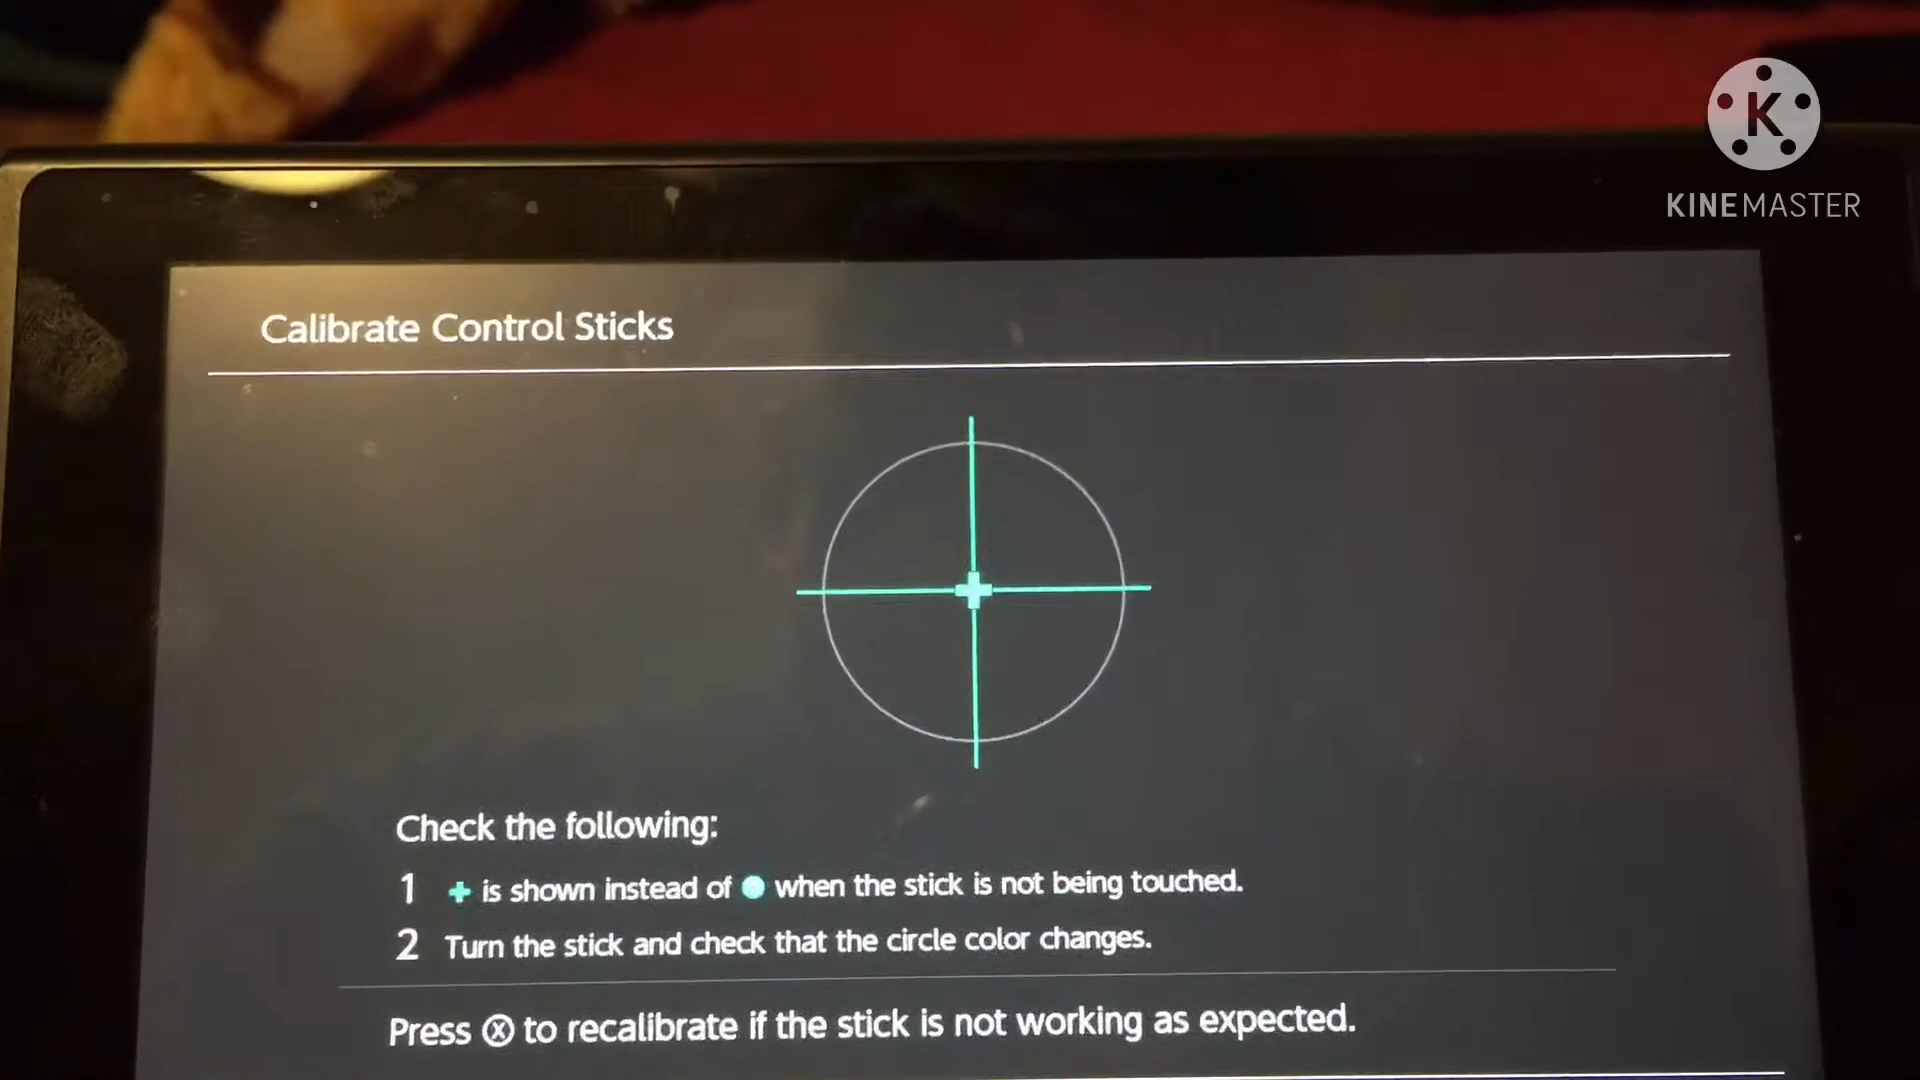 K
KINEMASTER
Calibrate Control Sticks
Check the following:
1 + is shown instead of ● when the stick is not being touched.
2 Turn the stick and check that the circle color changes.
Press Ⓧ to recalibrate if the stick is not working as expected.